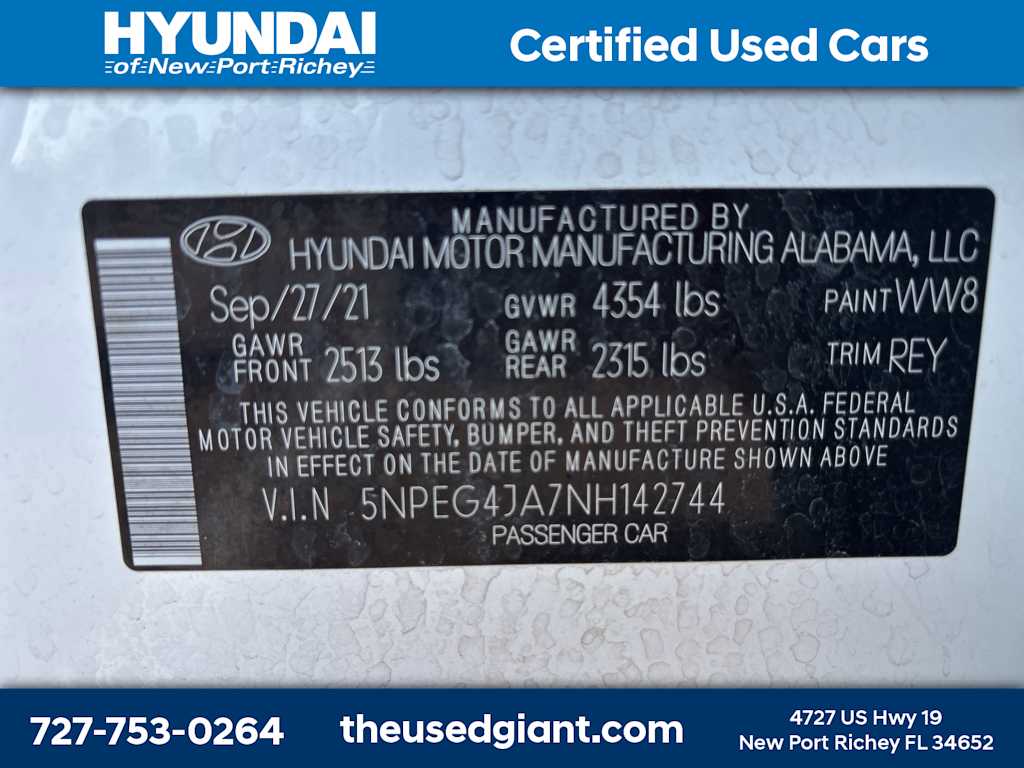 HYUNDAI
of New Port Richey
Certified Used Cars
MANUFACTURED BY
HYUNDAI MOTOR MANUFACTURING ALABAMA, LLC
Sep/27/21 GVWR 4354 lbs PAINT WW8
GAWR FRONT 2513 lbs GAWR REAR 2315 lbs TRIM REY
THIS VEHICLE CONFORMS TO ALL APPLICABLE U.S.A. FEDERAL
MOTOR VEHICLE SAFETY, BUMPER, AND THEFT PREVENTION STANDARDS
IN EFFECT ON THE DATE OF MANUFACTURE SHOWN ABOVE
V.I.N 5NPEG4JA7NH142744
PASSENGER CAR
727-753-0264
theusedgiant.com
4727 US Hwy 19
New Port Richey FL 34652